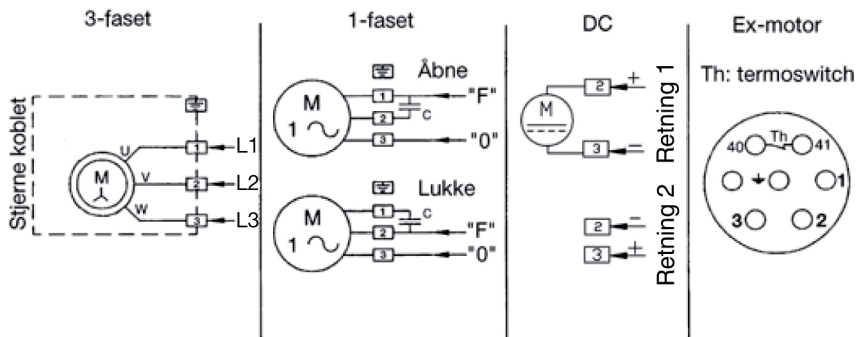 3-faset
Stjerne koblet
U
1
L1
M
V
2
L2
W
3
L3
1-faset
Åbne
M
1
1
"F"
2
C
3
"0"
Lukke
M
1
1
C
2
"F"
3
"0"
DC
M
2
+
3
−
Retning 1
2
−
3
+
Retning 2
Ex-motor
Th: termoswitch
40
Th
41
1
3
2